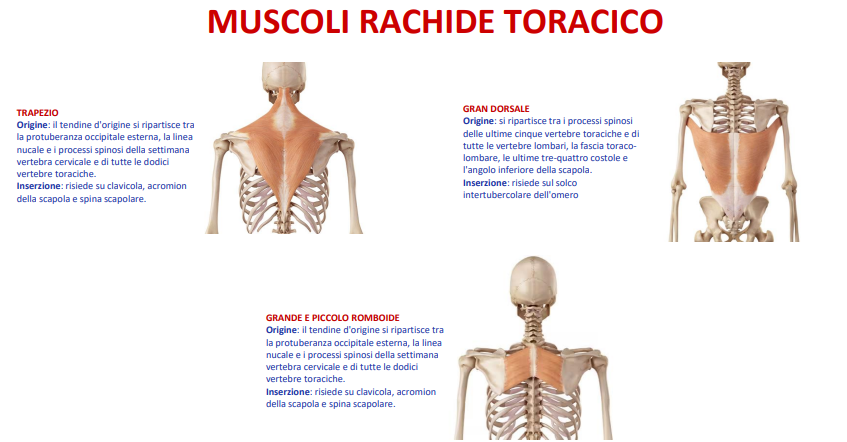 MUSCOLI RACHIDE TORACICO
TRAPEZIO
Origine: il tendine d'origine si ripartisce tra
la protuberanza occipitale esterna, la linea
nucale e i processi spinosi della settimana
vertebra cervicale e di tutte le dodici
vertebre toraciche.
Inserzione: risiede su clavicola, acromion
della scapola e spina scapolare.
GRAN DORSALE
Origine: si ripartisce tra i processi spinosi
delle ultime cinque vertebre toraciche e di
tutte le vertebre lombari, la fascia toraco-
lombare, le ultime tre-quattro costole e
l'angolo inferiore della scapola.
Inserzione: risiede sul solco
intertubercolare dell'omero
GRANDE E PICCOLO ROMBOIDE
Origine: il tendine d'origine si ripartisce tra
la protuberanza occipitale esterna, la linea
nucale e i processi spinosi della settimana
vertebra cervicale e di tutte le dodici
vertebre toraciche.
Inserzione: risiede su clavicola, acromion
della scapola e spina scapolare.